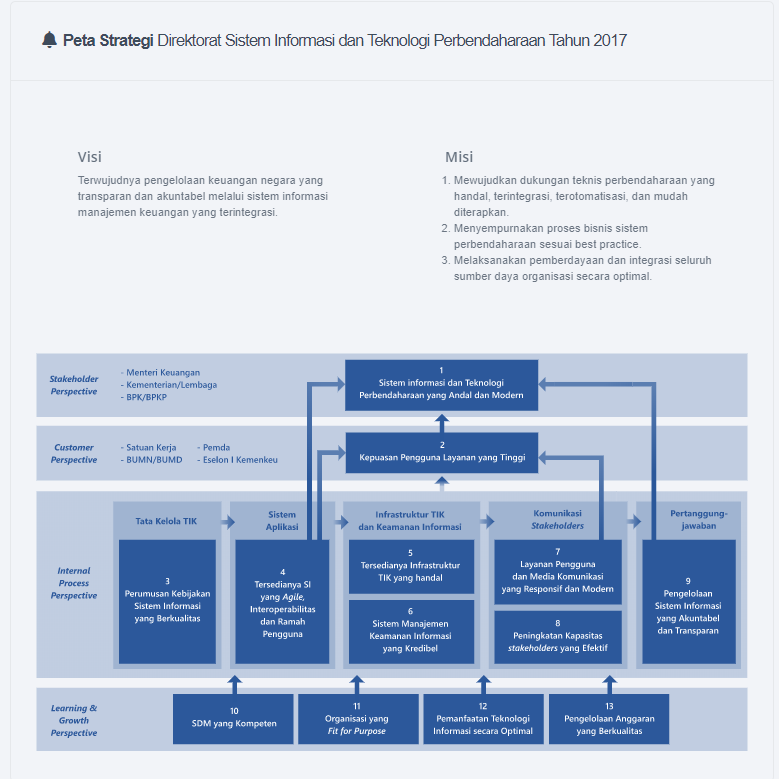 Peta Strategi Direktorat Sistem Informasi dan Teknologi Perbendaharaan Tahun 2017
Visi
Terwujudnya pengelolaan keuangan negara yang
transparan dan akuntabel melalui sistem informasi
manajemen keuangan yang terintegrasi.
Misi
1. Mewujudkan dukungan teknis perbendaharaan yang
handal, terintegrasi, terotomatisasi, dan mudah
diterapkan.
2. Menyempurnakan proses bisnis sistem
perbendaharaan sesuai best practice.
3. Melaksanakan pemberdayaan dan integrasi seluruh
sumber daya organisasi secara optimal.
Stakeholder
Perspective
- Menteri Keuangan
- Kementerian/Lembaga
- BPK/BPKP
1
Sistem informasi dan Teknologi
Perbendaharaan yang Andal dan Modern
Customer
Perspective
- Satuan Kerja
- BUMN/BUMD
- Pemda
- Eselon I Kemenkeu
2
Kepuasan Pengguna Layanan yang Tinggi
Internal
Process
Perspective
Tata Kelola TIK
3
Perumusan Kebijakan
Sistem Informasi
yang Berkualitas
Sistem
Aplikasi
4
Tersedianya SI
yang Agile,
Interoperabilitas
dan Ramah
Pengguna
Infrastruktur TIK
dan Keamanan Informasi
5
Tersedianya Infrastruktur
TIK yang handal
6
Sistem Manajemen
Keamanan Informasi
yang Kredibel
Komunikasi
Stakeholders
7
Layanan Pengguna
dan Media Komunikasi
yang Responsif dan Modern
8
Peningkatan Kapasitas
stakeholders yang Efektif
Pertanggung-
jawaban
9
Pengelolaan
Sistem Informasi
yang Akuntabel
dan Transparan
Learning &
Growth
Perspective
10
SDM yang Kompeten
11
Organisasi yang
Fit for Purpose
12
Pemanfaatan Teknologi
Informasi secara Optimal
13
Pengelolaan Anggaran
yang Berkualitas